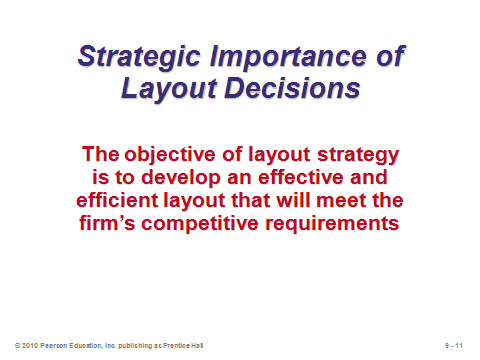 Strategic Importance of
Layout Decisions
The objective of layout strategy
is to develop an effective and
efficient layout that will meet the
firm's competitive requirements
© 2010 Pearson Education, Inc. publishing as Prentice Hall
9 - 11